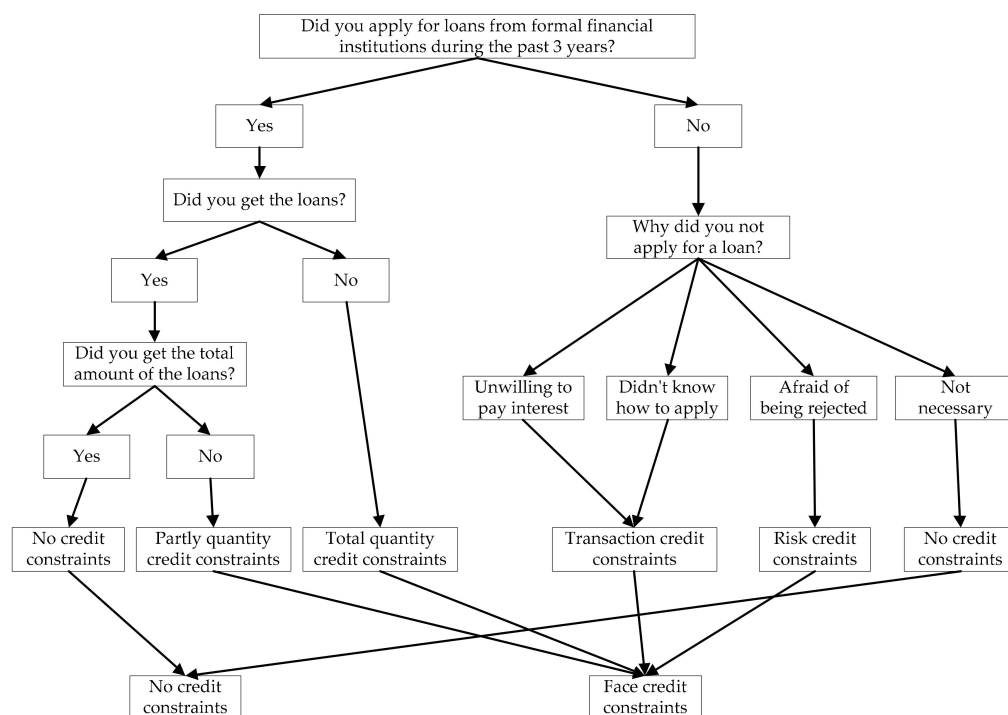 Did you apply for loans from formal financial
institutions during the past 3 years?
Yes
No
Did you get the loans?
Why did you not
apply for a loan?
Yes
No
Did you get the total
amount of the loans?
Unwilling to
pay interest
Didn't know
how to apply
Afraid of
being rejected
Not
necessary
Yes
No
No credit
constraints
Partly quantity
credit constraints
Total quantity
credit constraints
Transaction credit
constraints
Risk credit
constraints
No credit
constraints
No credit
constraints
Face credit
constraints